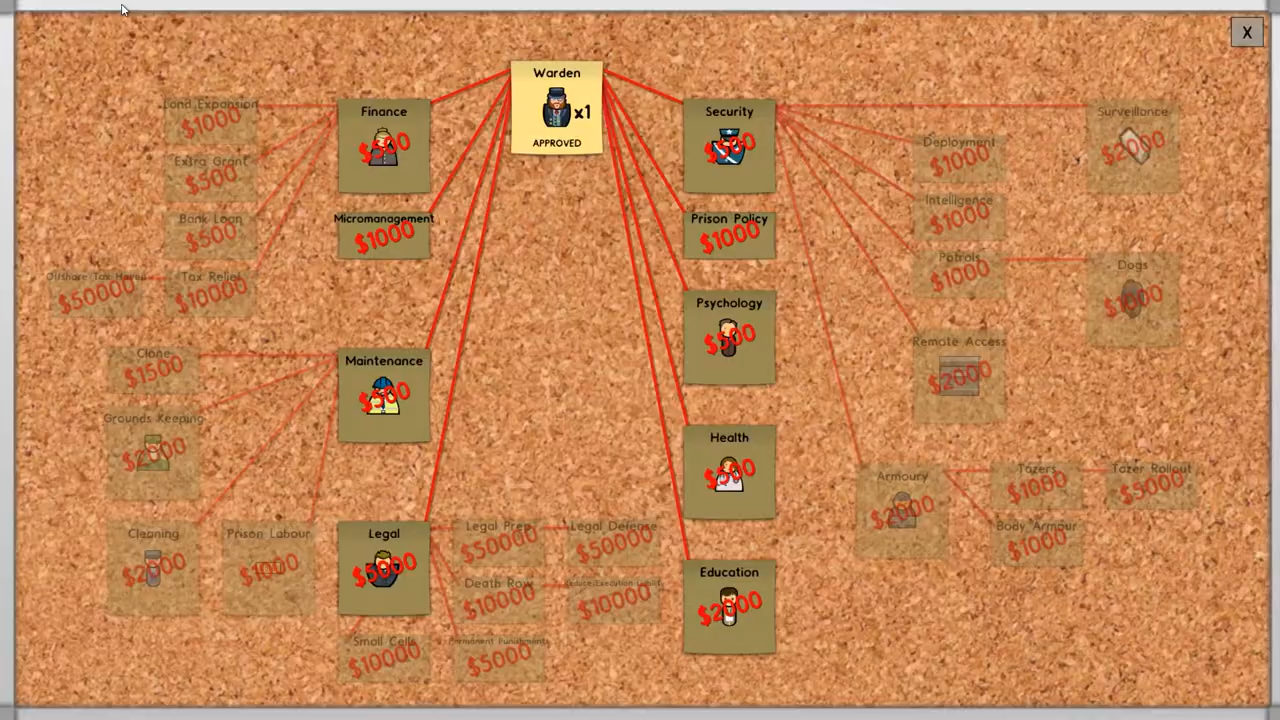 X
Warden
x1
APPROVED
Finance
$500
Land Expansion
$1000
Extra Grant
$500
Bank Loan
$500
Offshore Tax Haven
$50000
Tax Relief
$10000
Micromanagement
$1000
Maintenance
$500
Clone
$1500
Grounds Keeping
$2000
Cleaning
$2000
Prison Labour
$1000
Legal
$5000
Legal Prep
$50000
Legal Defense
$50000
Death Row
$10000
Reduce Execution Liability
$10000
Small Cells
$10000
Permanent Punishments
$5000
Security
$500
Prison Policy
$1000
Psychology
$500
Health
$500
Education
$2000
Deployment
$1000
Intelligence
$1000
Patrols
$1000
Remote Access
$2000
Surveillance
$2000
Dogs
$1000
Armoury
$2000
Tazers
$1000
Tazer Rollout
$5000
Body Armour
$1000